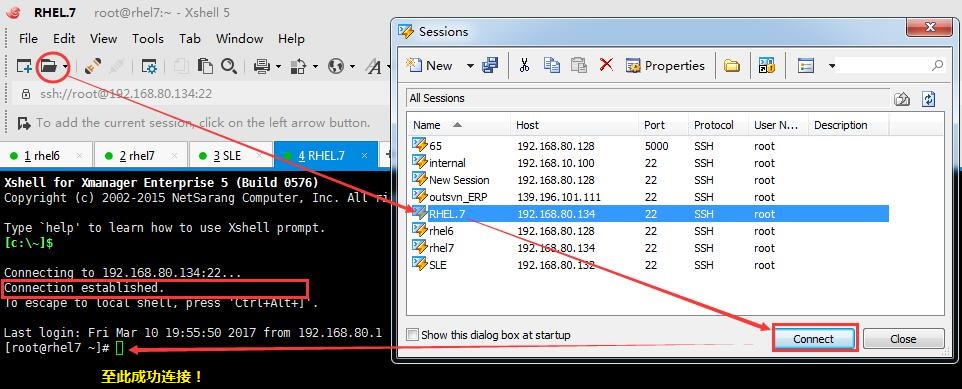 RHEL.7 root@rhel7:~ - Xshell 5
File Edit View Window Tab Window Help
ssh://root@192.168.80.134:22
To add the current session, click on the left arrow button.
1 rhel6 2 rhel7 3 SLE 4 RHEL.7
Xshell for Xmanager Enterprise 5 (Build 0576)
Copyright (c) 2002-2015 NetSarang Computer, Inc. All ri
Type `help' to learn how to use Xshell prompt.
[c:\~]$
Connecting to 192.168.80.134:22...
Connection established.
To escape to local shell, press 'Ctrl+Alt+]'.
Last login: Fri Mar 10 19:55:50 2017 from 192.168.80.1
[root@rhel7 ~]#
至此成功连接！
Sessions
New Properties
All Sessions
Name Host Port Protocol User N... Description
65 192.168.80.128 5000 SSH root
internal 192.168.10.100 22 SSH root
New Session 192.168.80.128 22 SSH root
outsvn_ERP 139.196.101.111 22 SSH root
RHEL.7 192.168.80.134 22 SSH root
rhel6 192.168.80.128 22 SSH root
rhel7 192.168.80.134 22 SSH root
SLE 192.168.80.132 22 SSH root
Show this dialog box at startup
Connect Close